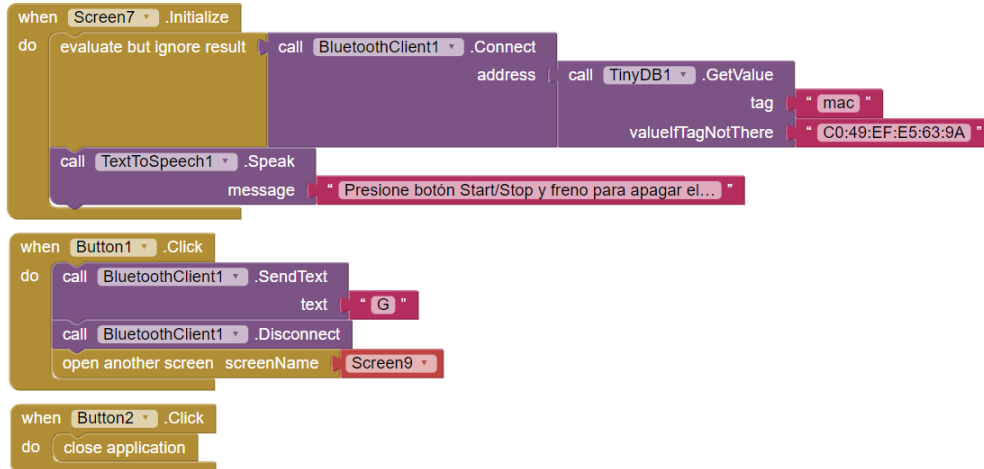 when Screen7 .Initialize
do evaluate but ignore result call BluetoothClient1 .Connect
address call TinyDB1 .GetValue
tag " mac "
valueIfTagNotThere " C0:49:EF:E5:63:9A "
call TextToSpeech1 .Speak
message " Presione botón Start/Stop y freno para apagar el… "
when Button1 .Click
do call BluetoothClient1 .SendText
text " G "
call BluetoothClient1 .Disconnect
open another screen screenName Screen9
when Button2 .Click
do close application